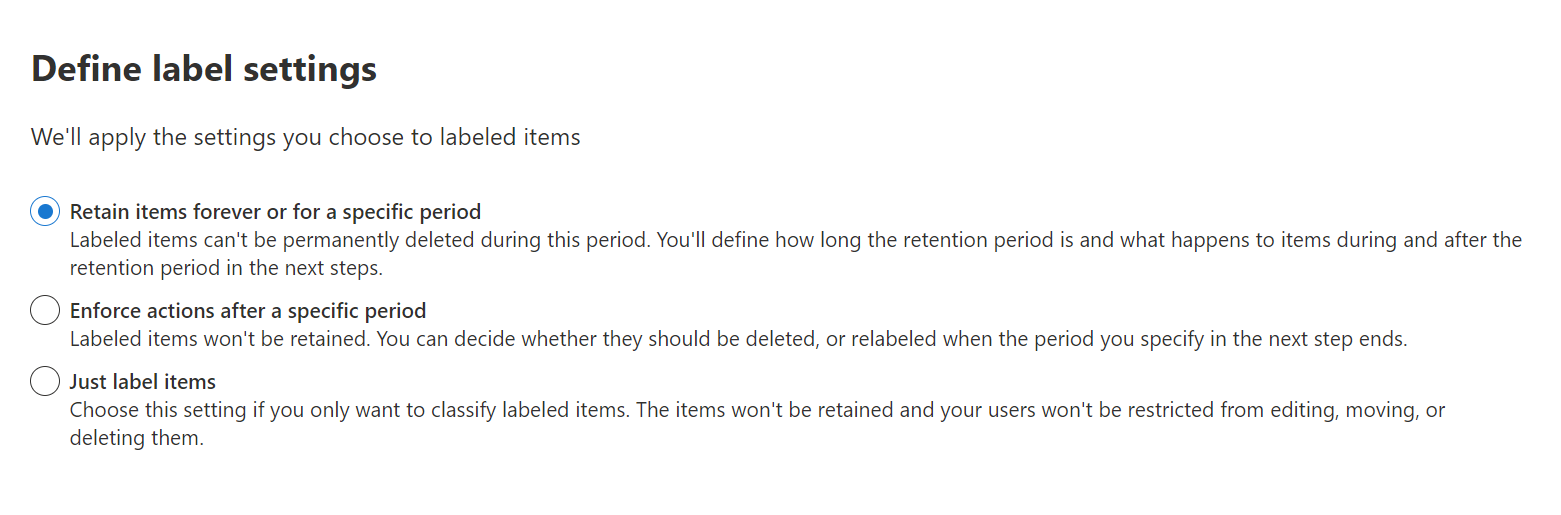 Define label settings
We'll apply the settings you choose to labeled items
Retain items forever or for a specific period
Labeled items can't be permanently deleted during this period. You'll define how long the retention period is and what happens to items during and after the
retention period in the next steps.
Enforce actions after a specific period
Labeled items won't be retained. You can decide whether they should be deleted, or relabeled when the period you specify in the next step ends.
Just label items
Choose this setting if you only want to classify labeled items. The items won't be retained and your users won't be restricted from editing, moving, or
deleting them.